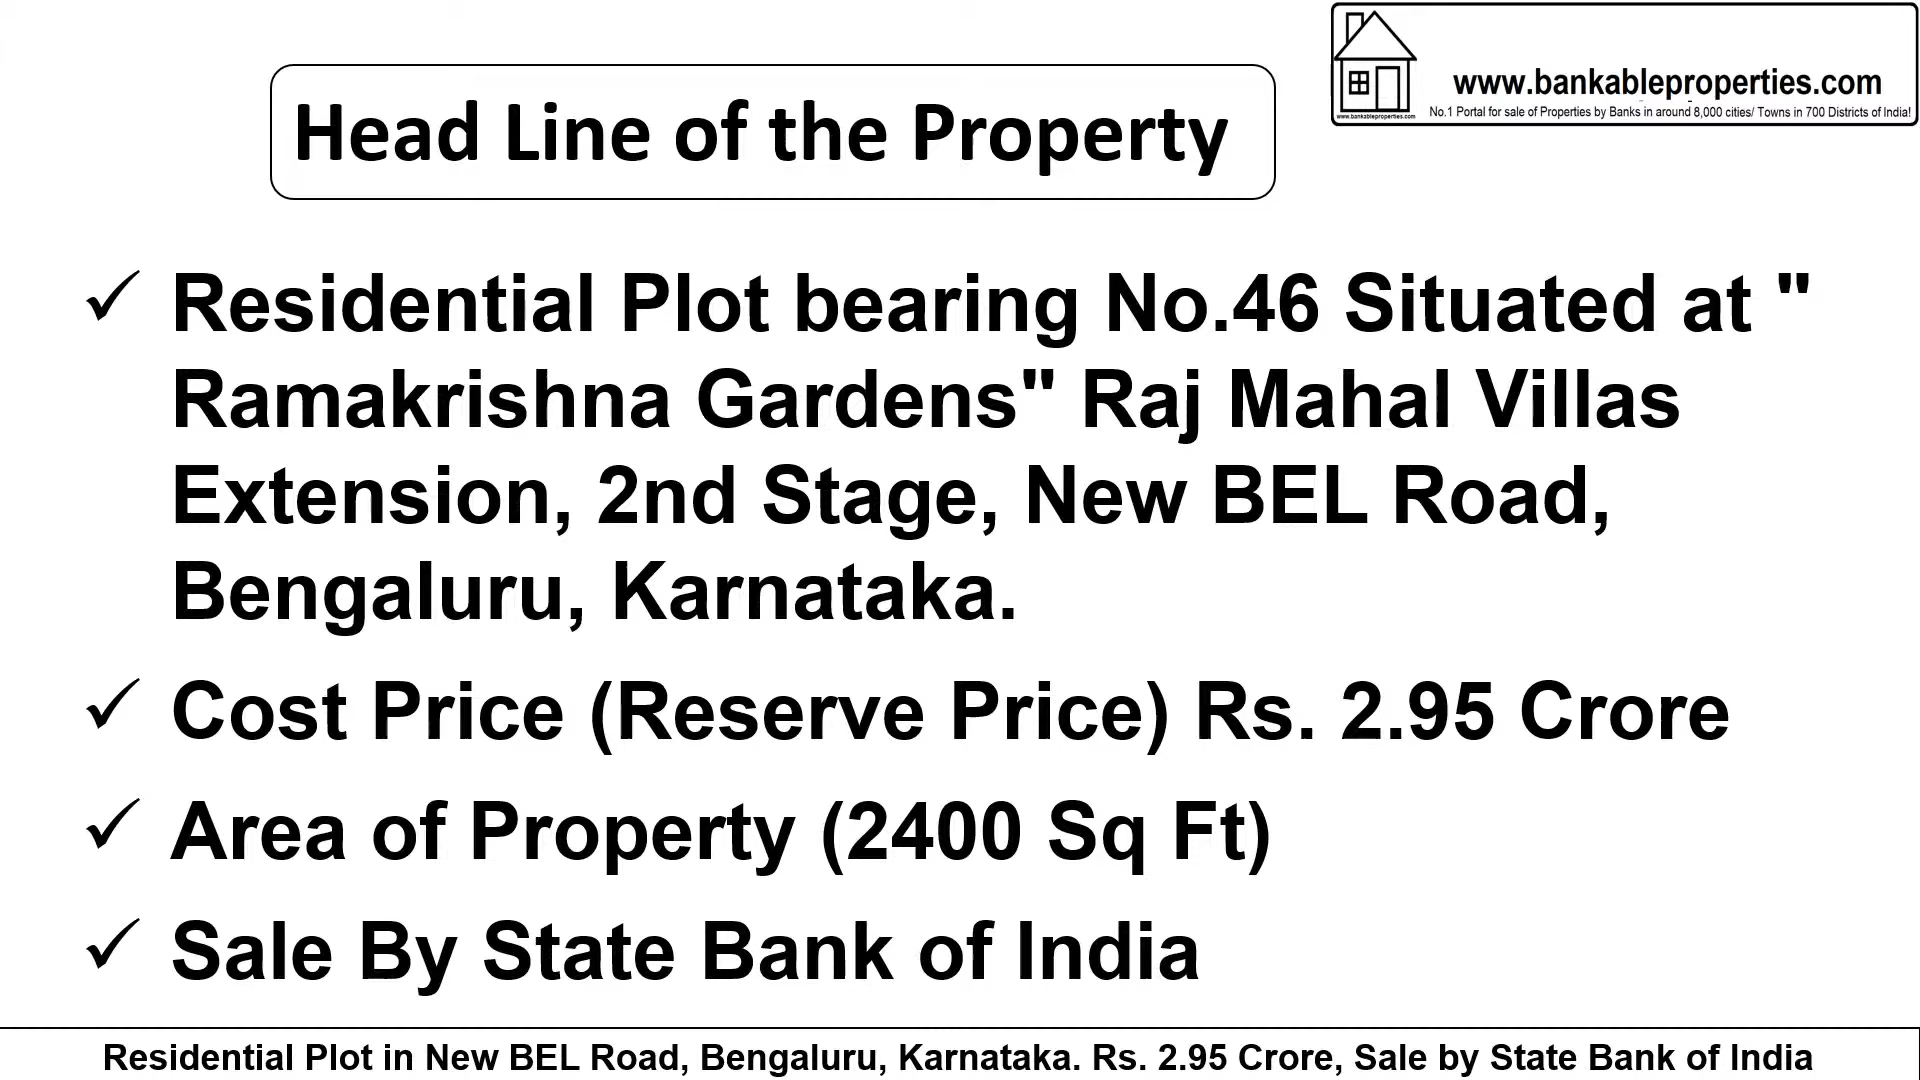 www.bankableproperties.com
No.1 Portal for sale of Properties by Banks in around 8,000 cities/ Towns in 700 Districts of India!
www.bankableproperties.com
Head Line of the Property
✓ Residential Plot bearing No.46 Situated at "
Ramakrishna Gardens" Raj Mahal Villas
Extension, 2nd Stage, New BEL Road,
Bengaluru, Karnataka.
✓ Cost Price (Reserve Price) Rs. 2.95 Crore
✓ Area of Property (2400 Sq Ft)
✓ Sale By State Bank of India
Residential Plot in New BEL Road, Bengaluru, Karnataka. Rs. 2.95 Crore, Sale by State Bank of India